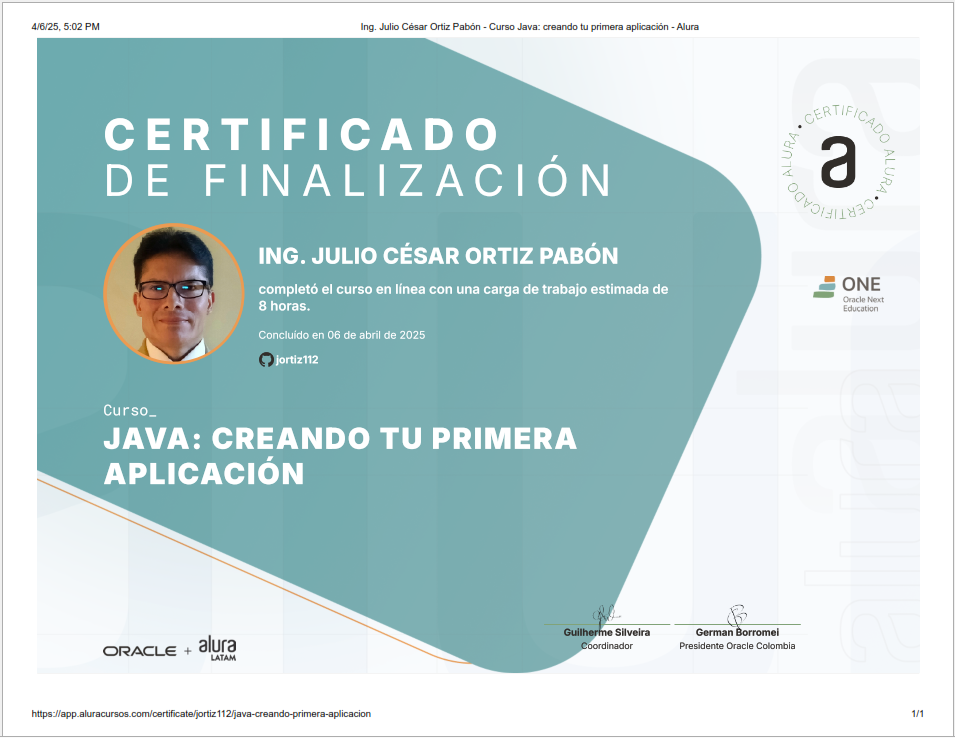 4/6/25, 5:02 PM
Ing. Julio César Ortiz Pabón - Curso Java: creando tu primera aplicación - Alura
CERTIFICADO
DE FINALIZACIÓN
CERTIFICADO ALURA • CERTIFICADO ALURA •
a
ING. JULIO CÉSAR ORTIZ PABÓN
completó el curso en línea con una carga de trabajo estimada de
8 horas.
Concluído en 06 de abril de 2025
jortiz112
ONE
Oracle Next
Education
Curso_
JAVA: CREANDO TU PRIMERA
APLICACIÓN
ORACLE + alura
LATAM
Guilherme Silveira
Coordinador
German Borromei
Presidente Oracle Colombia
alura
https://app.aluracursos.com/certificate/jortiz112/java-creando-primera-aplicacion
1/1